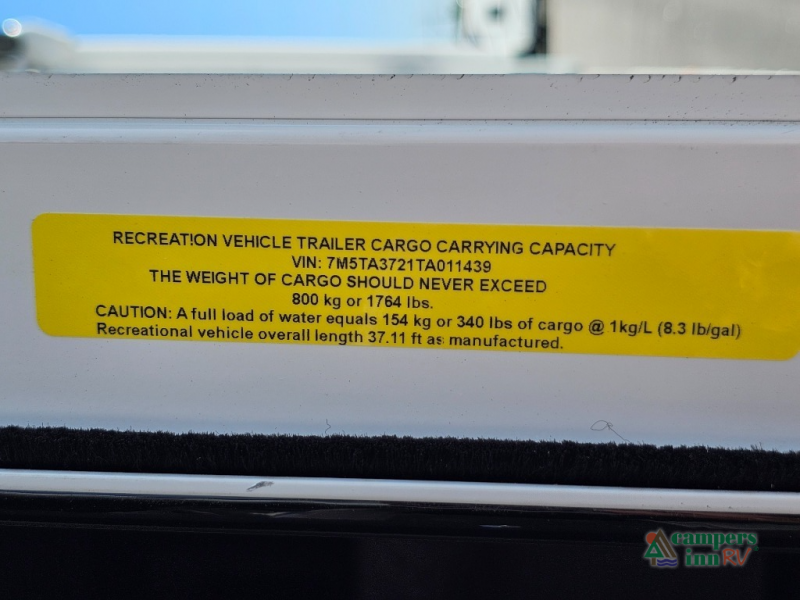 RECREATION VEHICLE TRAILER CARGO CARRYING CAPACITY
VIN: 7M5TA3721TA011439
THE WEIGHT OF CARGO SHOULD NEVER EXCEED
800 kg or 1764 lbs.
CAUTION: A full load of water equals 154 kg or 340 lbs of cargo @ 1kg/L (8.3 lb/gal)
Recreational vehicle overall length 37.11 ft as manufactured.
campers
inn RV